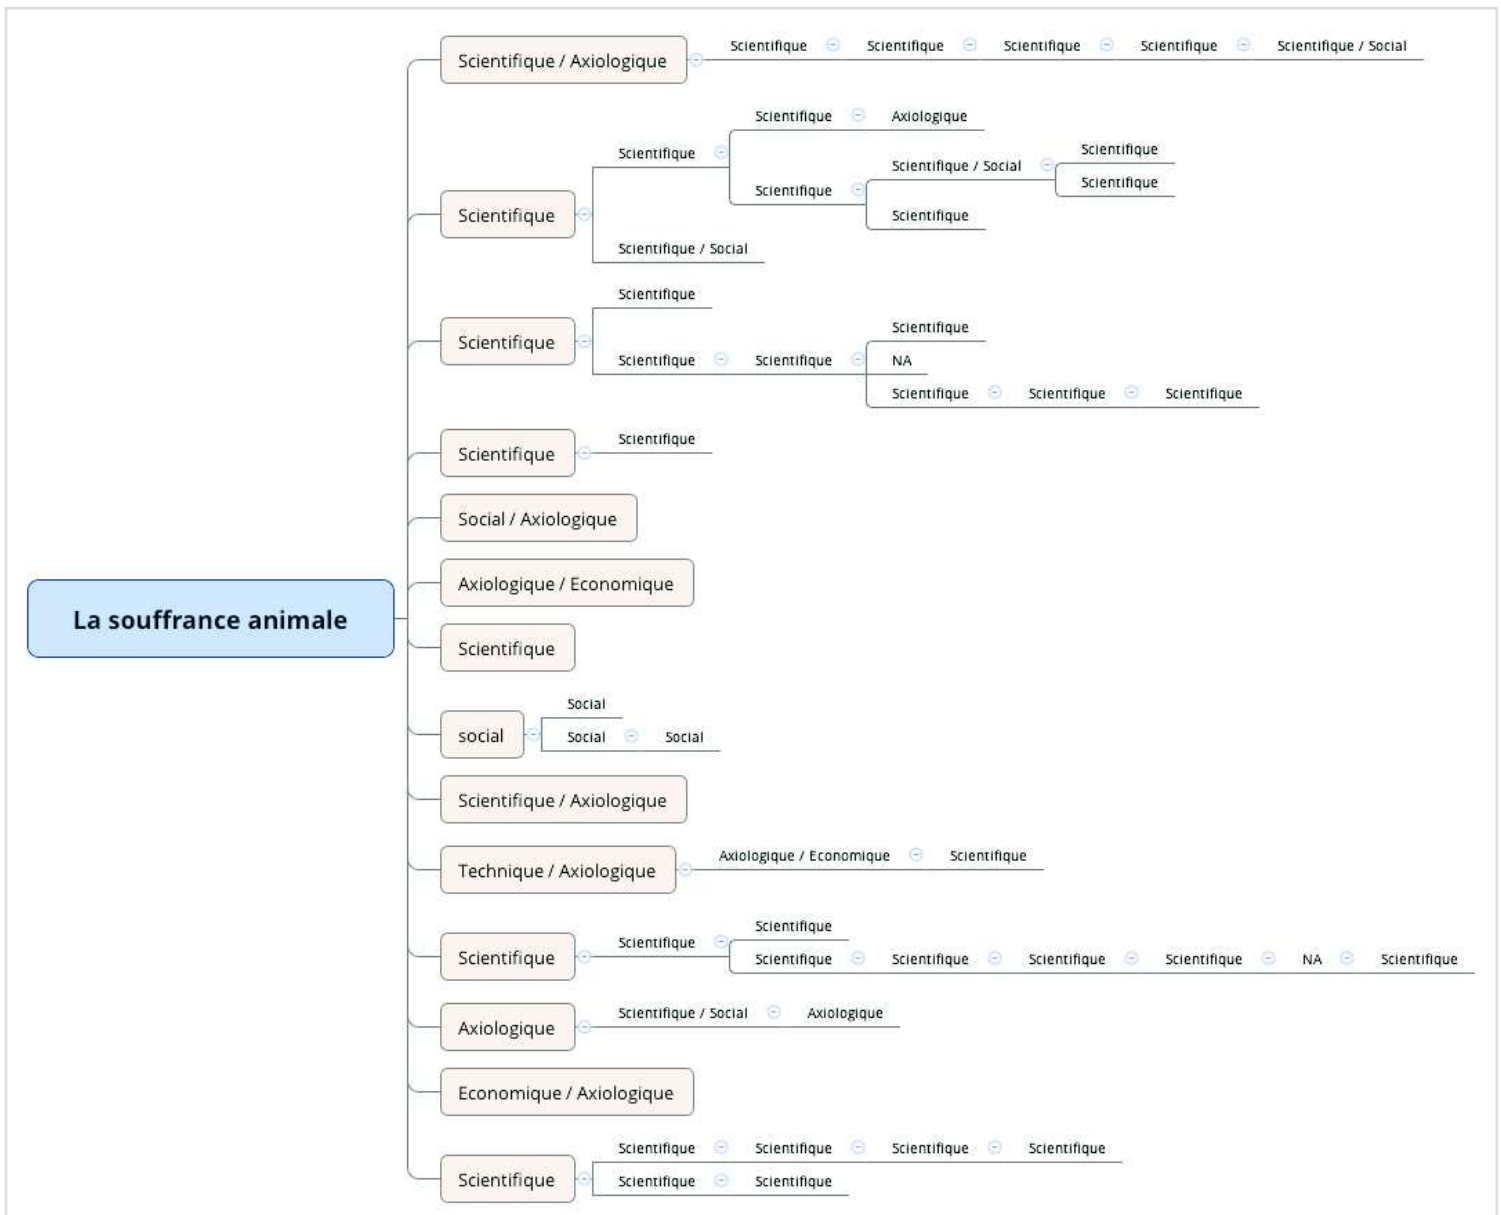 Scientifique / Axiologique
Scientifique
Scientifique
Scientifique
Scientifique
Scientifique / Social
Scientifique
Scientifique
Scientifique
Axiologique
Scientifique
Scientifique / Social
Scientifique
Scientifique
Scientifique
Scientifique / Social
Scientifique
Scientifique
Scientifique
Scientifique
Scientifique
NA
Scientifique
Scientifique
Scientifique
Scientifique
Scientifique
Social / Axiologique
Axiologique / Economique
La souffrance animale
Scientifique
social
Social
Social
Social
Scientifique / Axiologique
Technique / Axiologique
Axiologique / Economique
Scientifique
Scientifique
Scientifique
Scientifique
Scientifique
Scientifique
Scientifique
Scientifique
NA
Scientifique
Axiologique
Scientifique / Social
Axiologique
Economique / Axiologique
Scientifique
Scientifique
Scientifique
Scientifique
Scientifique
Scientifique
Scientifique